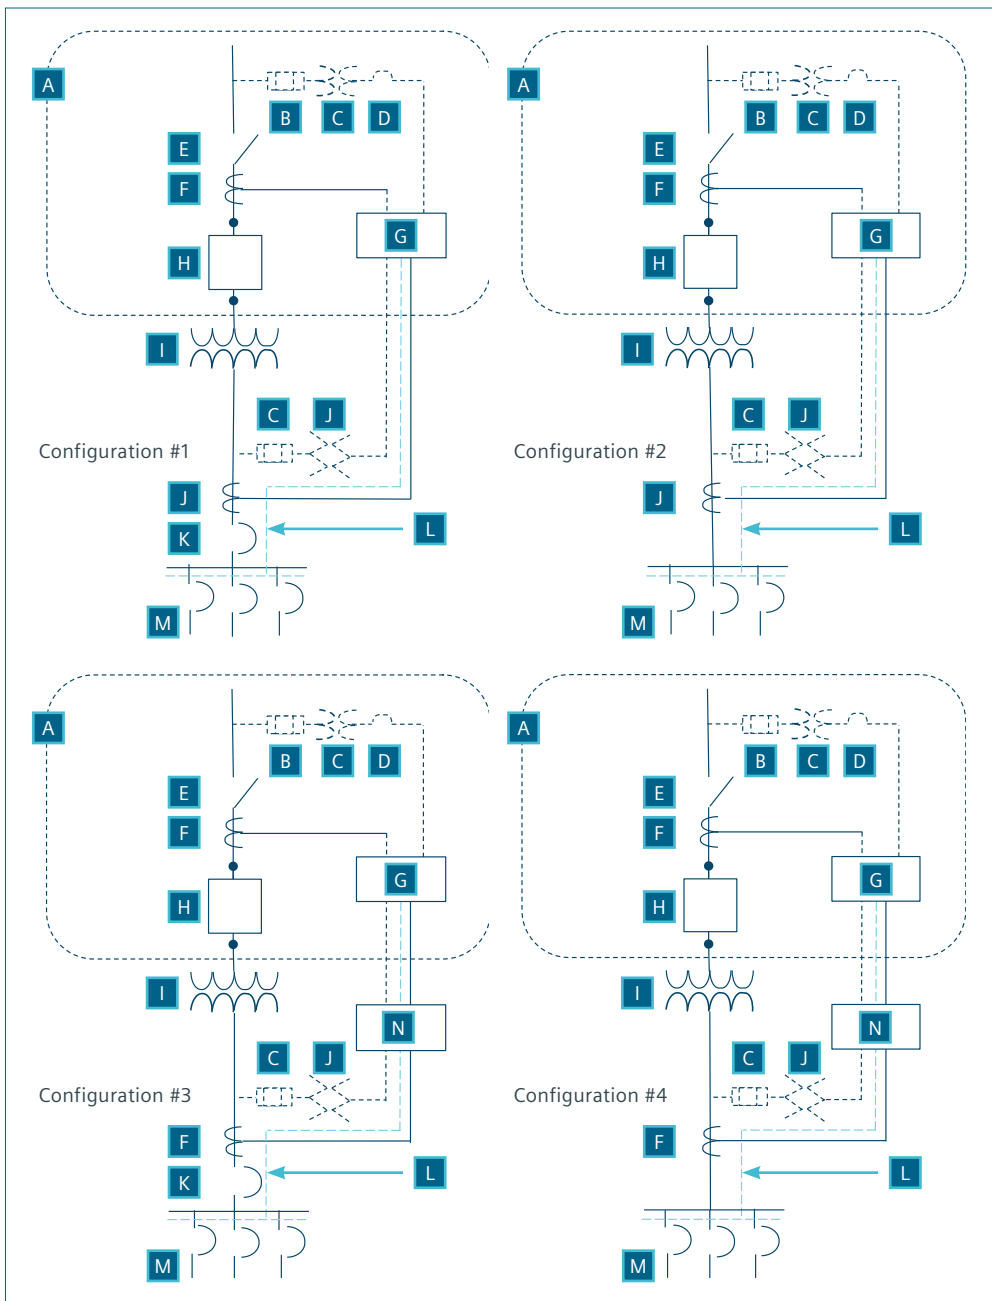 A A
B C D B C D
E E
F F
G G
H H
I I
C J C J
Configuration #1 Configuration #2
J J
K L L
M M
A A
B C D B C D
E E
F F
G G
H H
I I
N N
C J C J
Configuration #3 Configuration #4
F F
K L L
M M